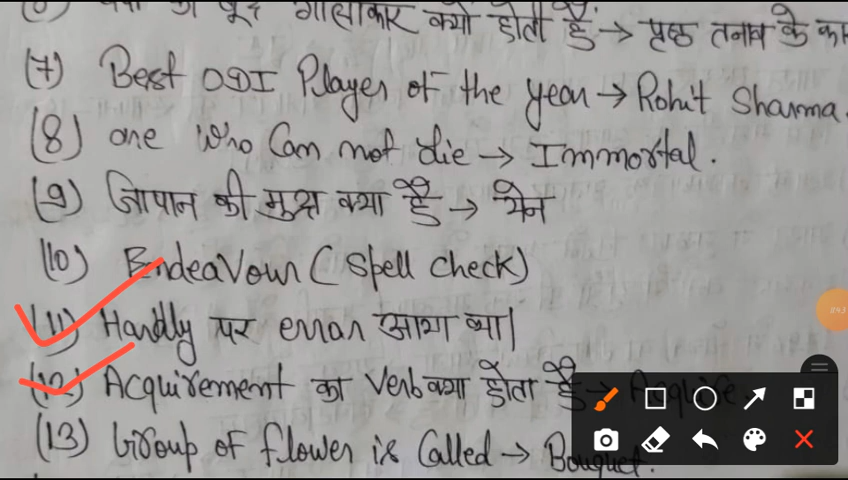 गोलाकार क्यों होती है → पृष्ठ तनाव के
(7) Best ODI Player of the year → Rohit Sharma.
(8) one who Can not die → Immortal.
(9) जापान की मुद्रा क्या है → येन
(10) EndeaVour (Spell check)
(11) Hardly पर error आया था।
(12) Acquirement का Verb क्या होता है → Acquire.
(13) Group of flower is Called → Bouquet.